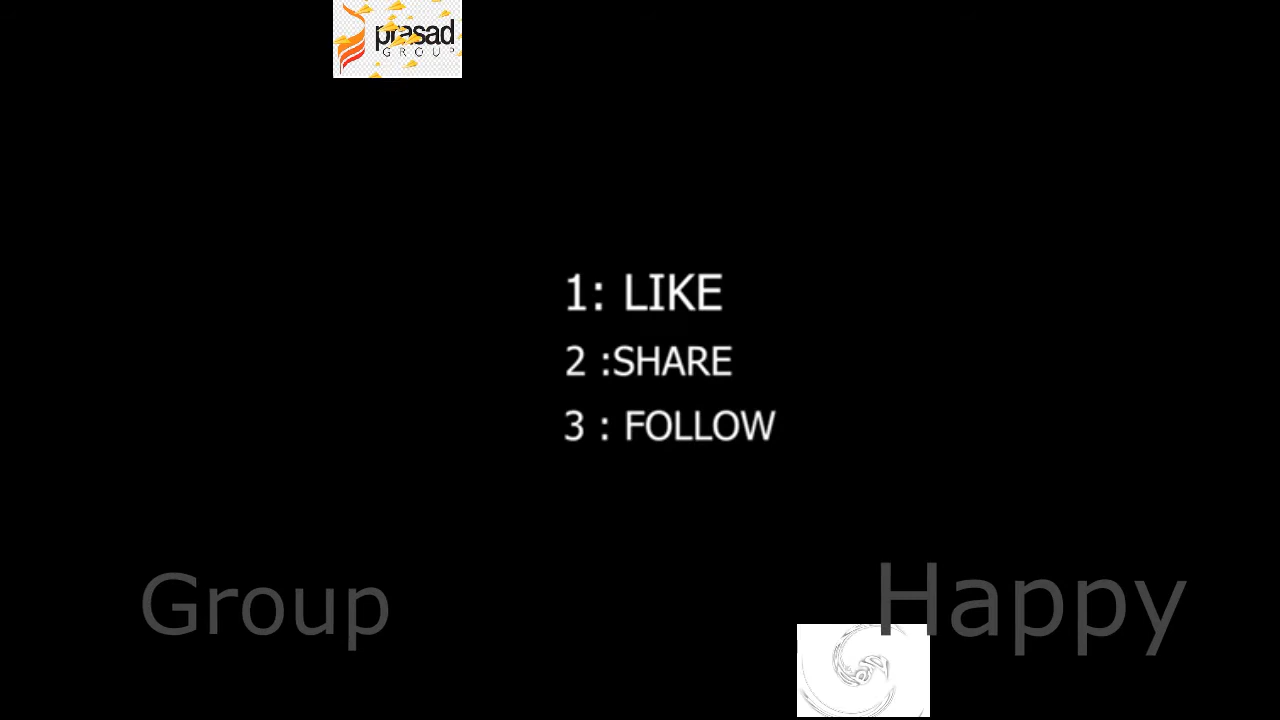 prasad
GROUP
1: LIKE
2 :SHARE
3 : FOLLOW
Group
Happy